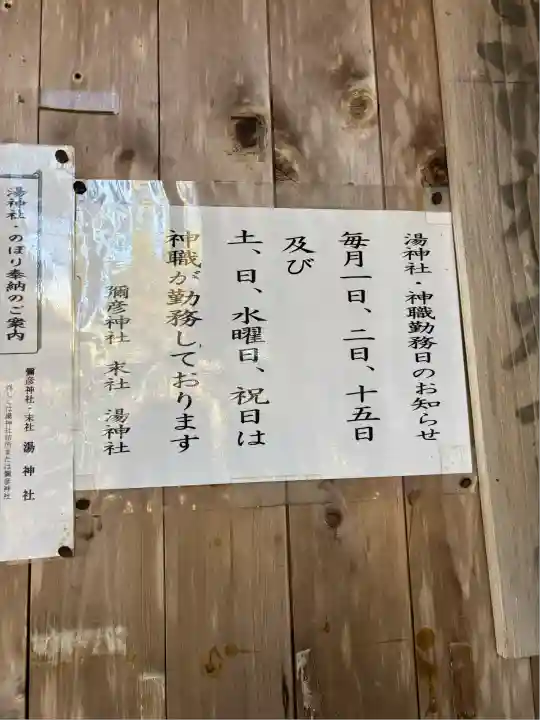 湯神社・神職勤務日のお知らせ
毎月一日、二日、十五日
及び
土、日、水曜日、祝日は
神職が勤務しております
彌彦神社 末社 湯神社
湯神社・のぼり奉納のご案内
彌彦神社・末社 湯神社